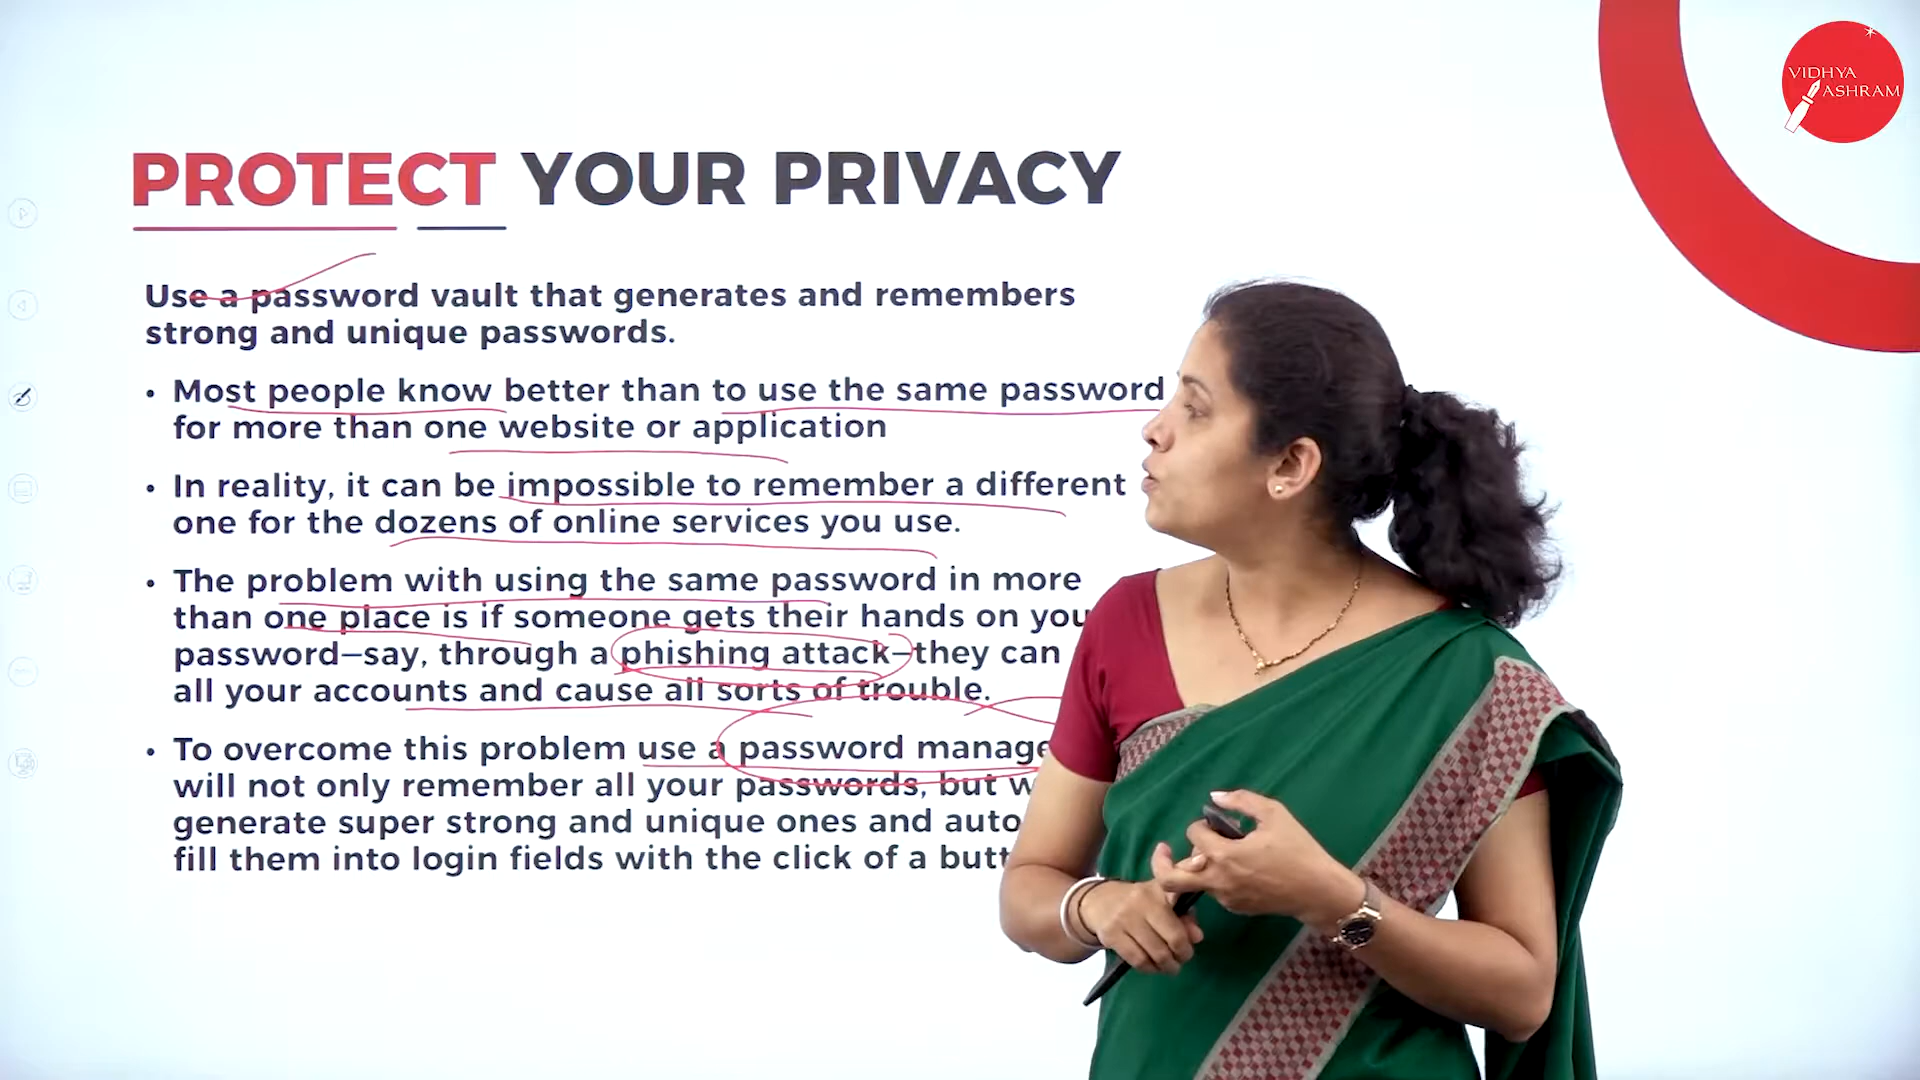 VIDHYA
ASHRAM
PROTECT YOUR PRIVACY
Use a password vault that generates and remembers
strong and unique passwords.
• Most people know better than to use the same password
for more than one website or application
• In reality, it can be impossible to remember a different
one for the dozens of online services you use.
• The problem with using the same password in more
than one place is if someone gets their hands on you
password—say, through a phishing attack—they can
all your accounts and cause all sorts of trouble.
• To overcome this problem use a password manage
will not only remember all your passwords, but w
generate super strong and unique ones and auto
fill them into login fields with the click of a butt